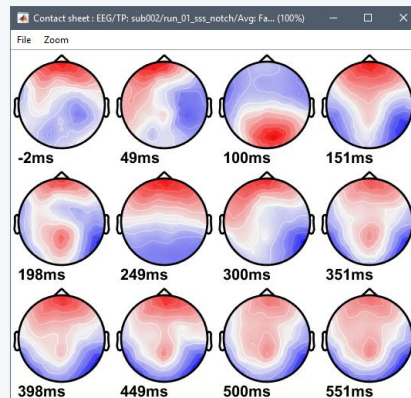 Contact sheet : EEG/TP: sub002/run_01_sss_notch/Avg: Fa... (100%)
File Zoom
-2ms 49ms 100ms 151ms
198ms 249ms 300ms 351ms
398ms 449ms 500ms 551ms